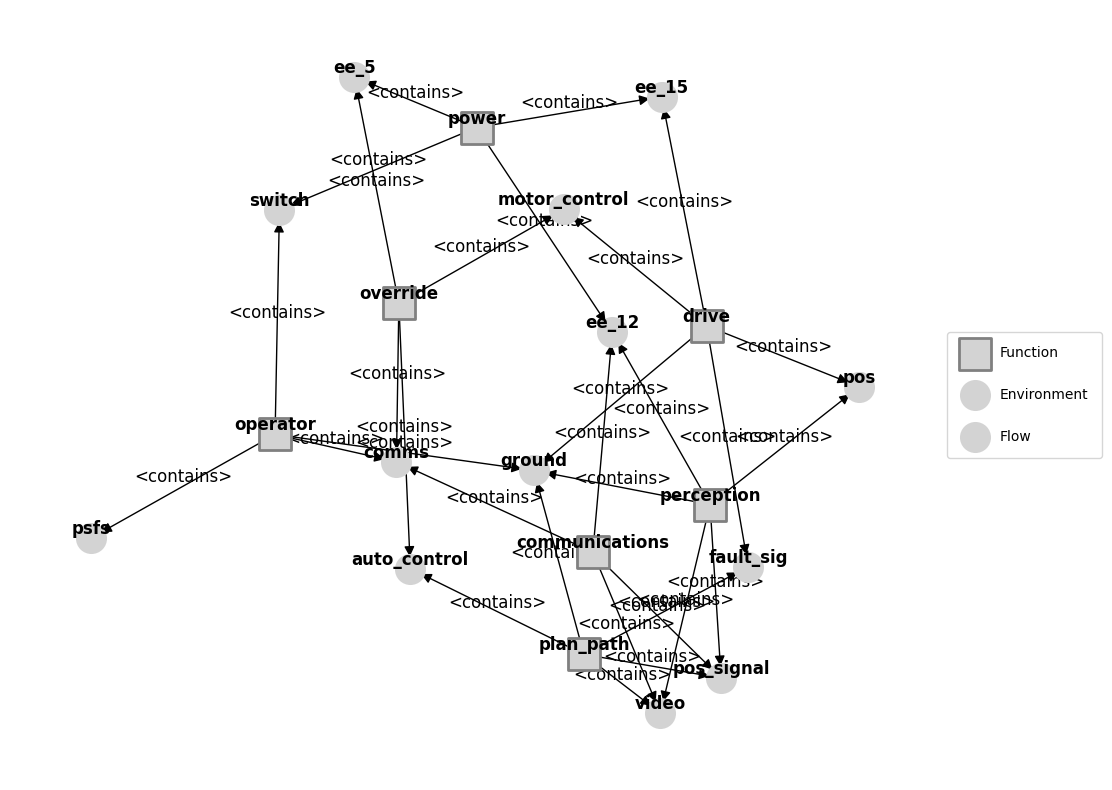 ee_5
ee_15
<contains>
<contains>
power
<contains>
<contains>
switch
motor_control
<contains>
<contains>
<contains>
<contains>
override
<contains>
drive
ee_12
<contains>
pos
<contains>
<contains>
<contains>
operator
<contains>
<contains>
<contains>
<contains>
<contains>
<contains>
comms
ground
<contains>
<contains>
perception
<contains>
psfs
communications
<contains>
auto_control
fault_sig
<contains>
<contains>
<contains>
<contains>
<contains>
<contains>
plan_path
<contains>
pos_signal
<contains>
video
Function
Environment
Flow